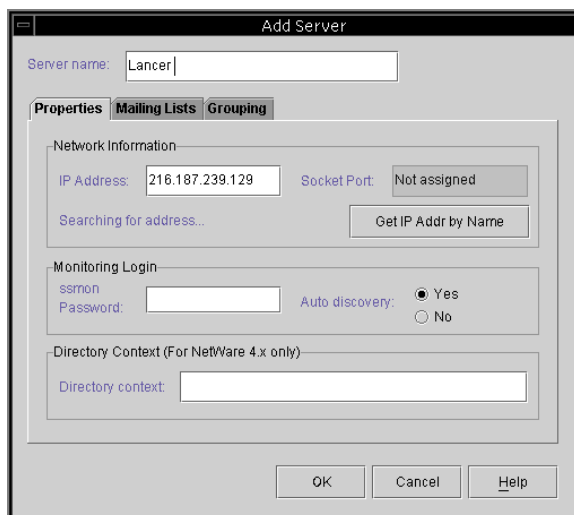 Add Server
Server name: Lancer
Properties Mailing Lists Grouping
Network Information
IP Address: 216.187.239.129 Socket Port: Not assigned
Searching for address... Get IP Addr by Name
Monitoring Login
ssmon
Password:
Auto discovery: Yes
No
Directory Context (For NetWare 4.x only)
Directory context:
OK Cancel Help